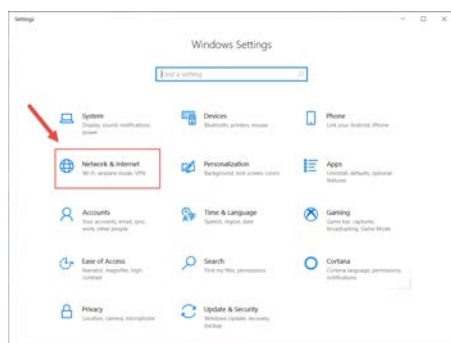 Settings
Windows Settings
Find a setting
System
Display, sound, notifications,
power
Devices
Bluetooth, printers, mouse
Phone
Link your Android, iPhone
Network & Internet
Wi-Fi, airplane mode, VPN
Personalization
Background, lock screen, colors
Apps
Uninstall, defaults, optional
features
Accounts
Your accounts, email, sync,
work, other people
Time & Language
Speech, region, date
Gaming
Game bar, captures,
broadcasting, Game Mode
Ease of Access
Narrator, magnifier, high
contrast
Search
Find my files, permissions
Cortana
Cortana language, permissions,
notifications
Privacy
Location, camera, microphone
Update & Security
Windows Update, recovery,
backup